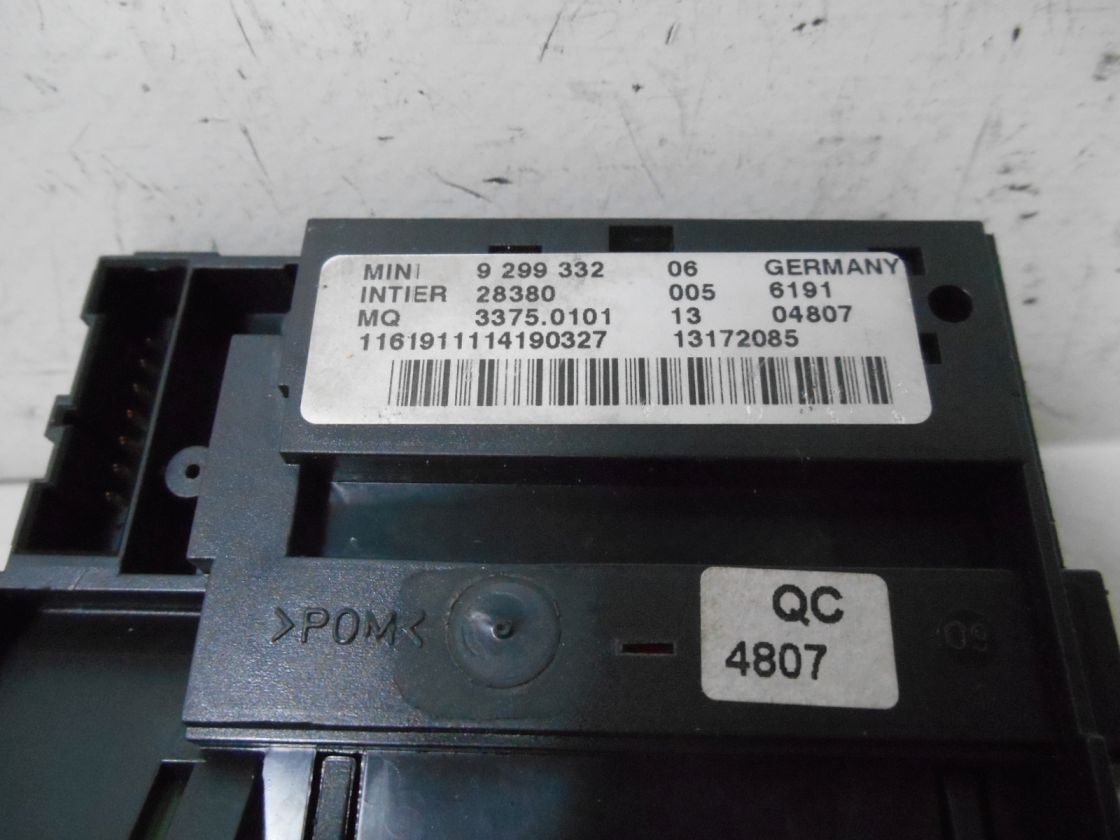 MINI 9 299 332 06 GERMANY
INTIER 28380 005 6191
MQ 3375.0101 13 04807
1161911114190327 13172085
QC
4807
>POM<
09